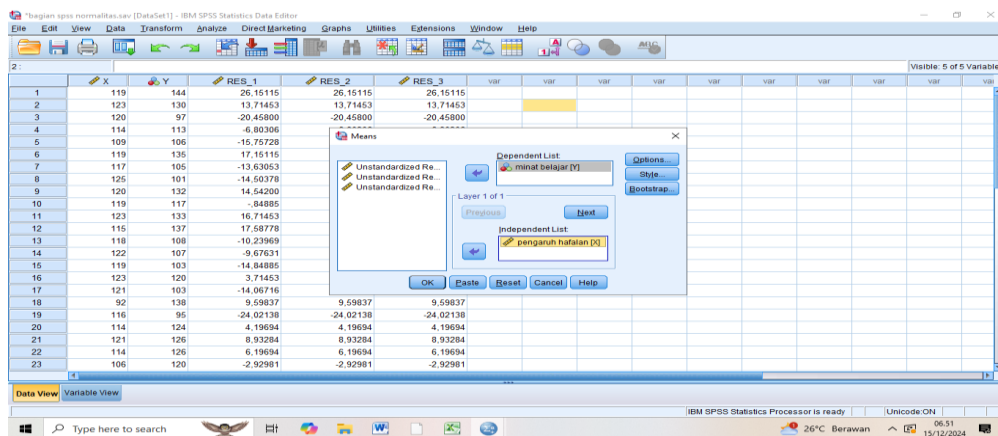 *bagian spss normalitas.sav [DataSet1] - IBM SPSS Statistics Data Editor
File Edit View Data Transform Analyze Direct Marketing Graphs Utilities Extensions Window Help
2 :
Visible: 5 of 5 Variable
X Y RES_1 RES_2 RES_3 var var var var var var var
1 119 144 26,15115 26,15115 26,15115
2 123 130 13,71453 13,71453 13,71453
3 120 97 -20,45800 -20,45800 -20,45800
4 114 113 -6,80306
5 109 106 -15,75728
6 119 135 17,15115
7 117 105 -13,63053
8 125 101 -14,50378
9 120 132 14,54200
10 119 117 -,84885
11 123 133 16,71453
12 115 137 17,58778
13 118 108 -10,23969
14 122 107 -9,67631
15 119 103 -14,84885
16 123 120 3,71453
17 121 103 -14,06716
18 92 138 9,59837 9,59837 9,59837
19 116 95 -24,02138 -24,02138 -24,02138
20 114 124 4,19694 4,19694 4,19694
21 121 126 8,93284 8,93284 8,93284
22 114 126 6,19694 6,19694 6,19694
23 106 120 -2,92981 -2,92981 -2,92981
Means
Unstandardized Re...
Unstandardized Re...
Unstandardized Re...
Dependent List:
minat belajar [Y]
Layer 1 of 1
Previous Next
Independent List:
pengaruh hafalan [X]
Options...
Style...
Bootstrap...
OK Paste Reset Cancel Help
Data View Variable View
IBM SPSS Statistics Processor is ready Unicode:ON
Type here to search
26°C Berawan
06.51
15/12/2024